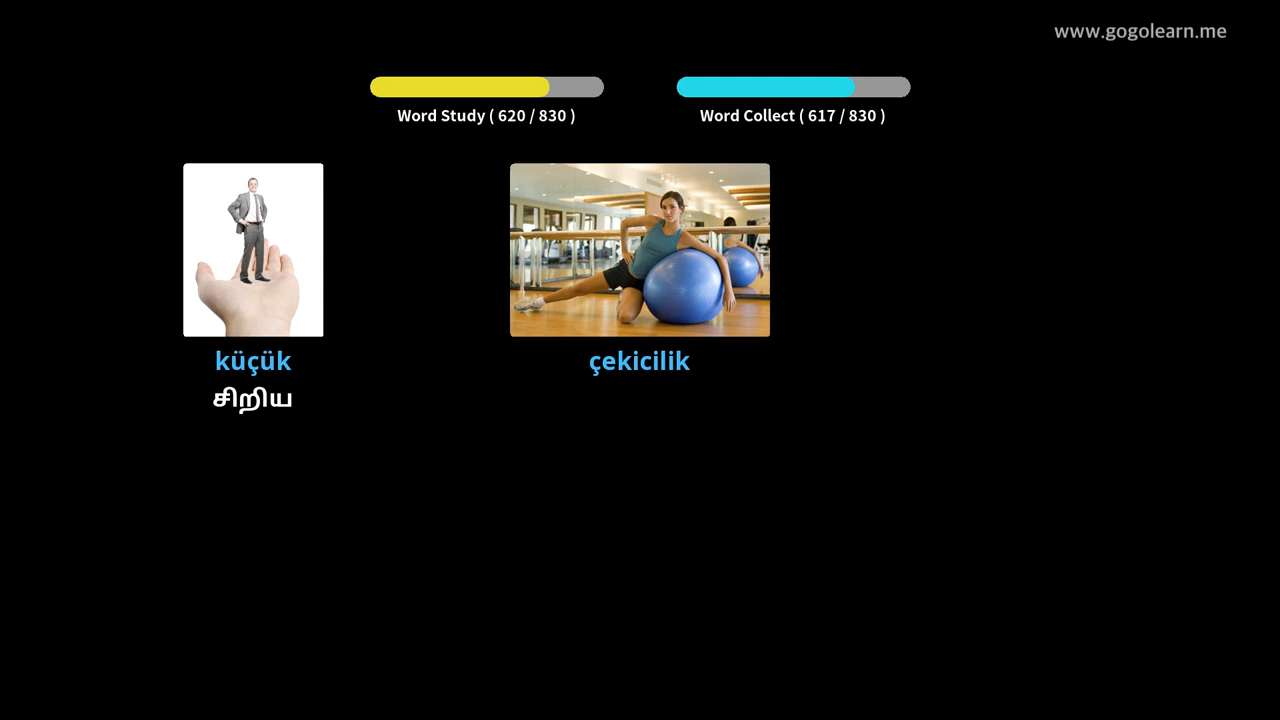 www.gogolearn.me
Word Study ( 620 / 830 )
Word Collect ( 617 / 830 )
küçük
சிறிய
çekicilik